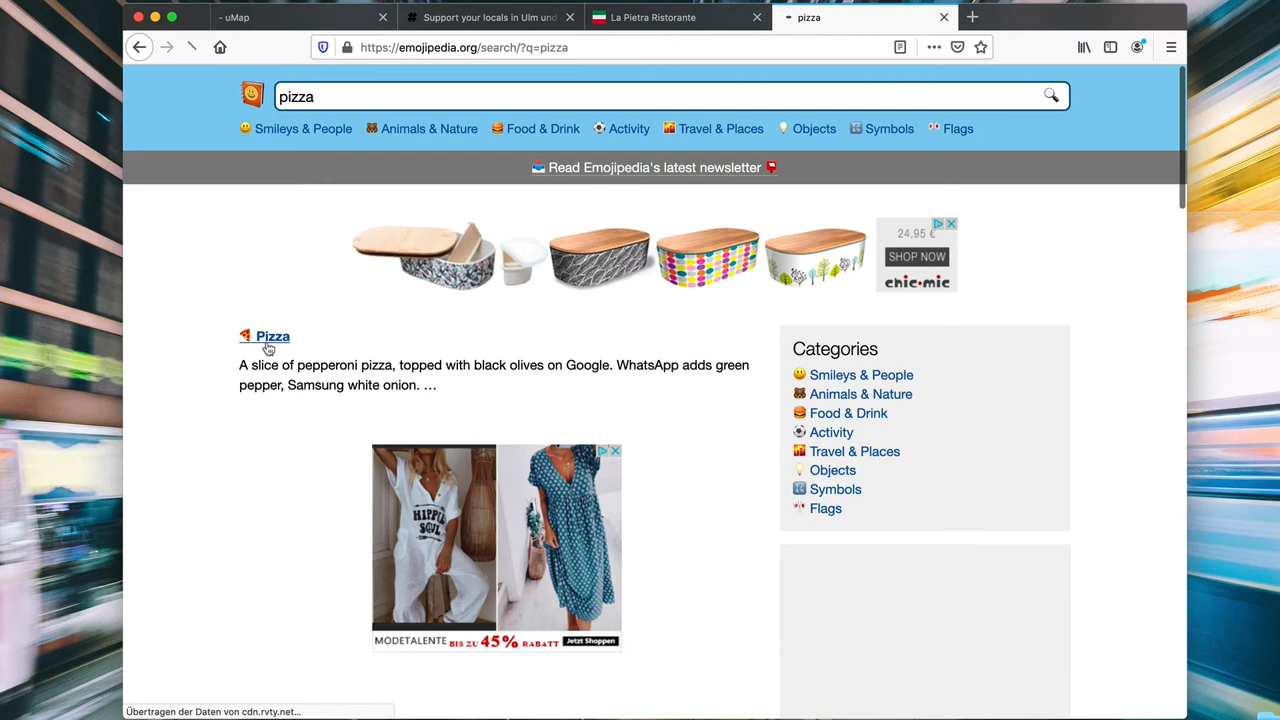 - uMap
Support your locals in Ulm und
La Pietra Ristorante
pizza
https://emojipedia.org/search/?q=pizza
pizza
Smileys & People
Animals & Nature
Food & Drink
Activity
Travel & Places
Objects
Symbols
Flags
Read Emojipedia's latest newsletter
24,95 €
SHOP NOW
chic•mic
Pizza
A slice of pepperoni pizza, topped with black olives on Google. WhatsApp adds green
pepper, Samsung white onion. …
Categories
Smileys & People
Animals & Nature
Food & Drink
Activity
Travel & Places
Objects
Symbols
Flags
HIPPIE
SOUL
MODETALENTE BIS ZU 45% RABATT Jetzt Shoppen
Übertragen der Daten von cdn.rvty.net...